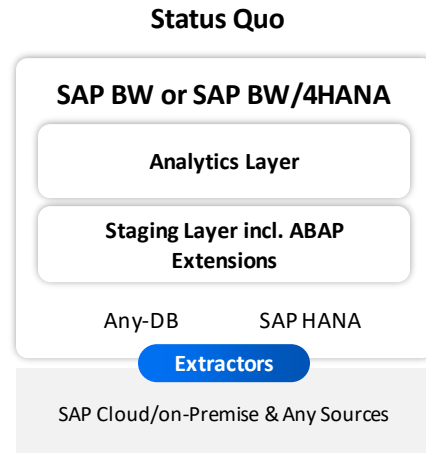 Status Quo
SAP BW or SAP BW/4HANA
Analytics Layer
Staging Layer incl. ABAP
Extensions
Any-DB SAP HANA
Extractors
SAP Cloud/on-Premise & Any Sources